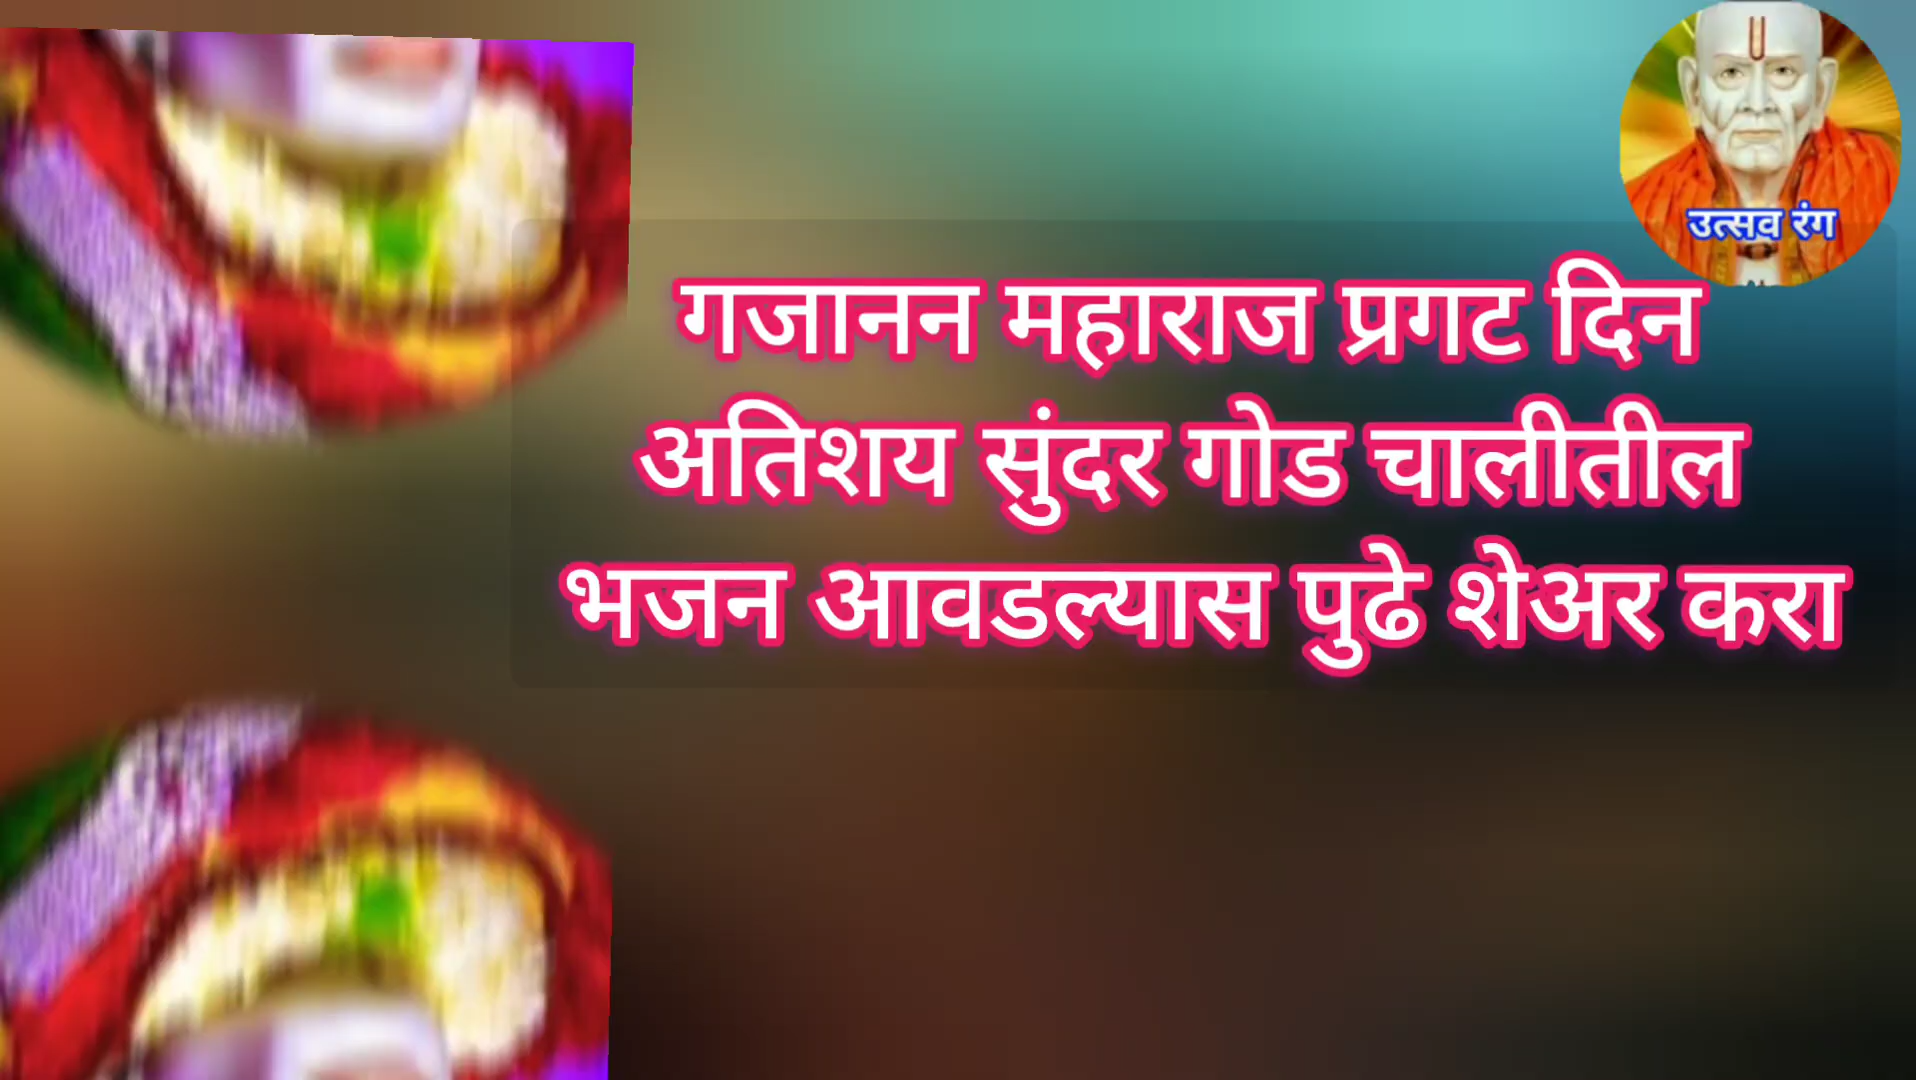 उत्सव रंग
गजानन महाराज प्रगट दिन
अतिशय सुंदर गोड चालीतील
भजन आवडल्यास पुढे शेअर करा